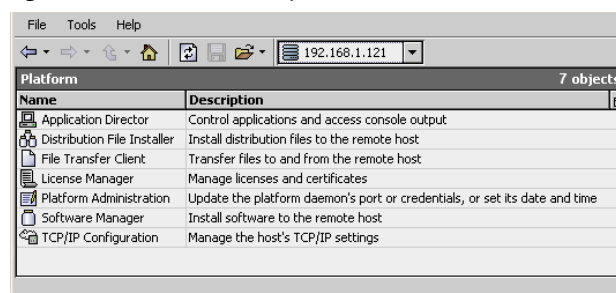 File Tools Help
192.168.1.121
Platform 7 objects
Name Description
Application Director Control applications and access console output
Distribution File Installer Install distribution files to the remote host
File Transfer Client Transfer files to and from the remote host
License Manager Manage licenses and certificates
Platform Administration Update the platform daemon's port or credentials, or set its date and time
Software Manager Install software to the remote host
TCP/IP Configuration Manage the host's TCP/IP settings